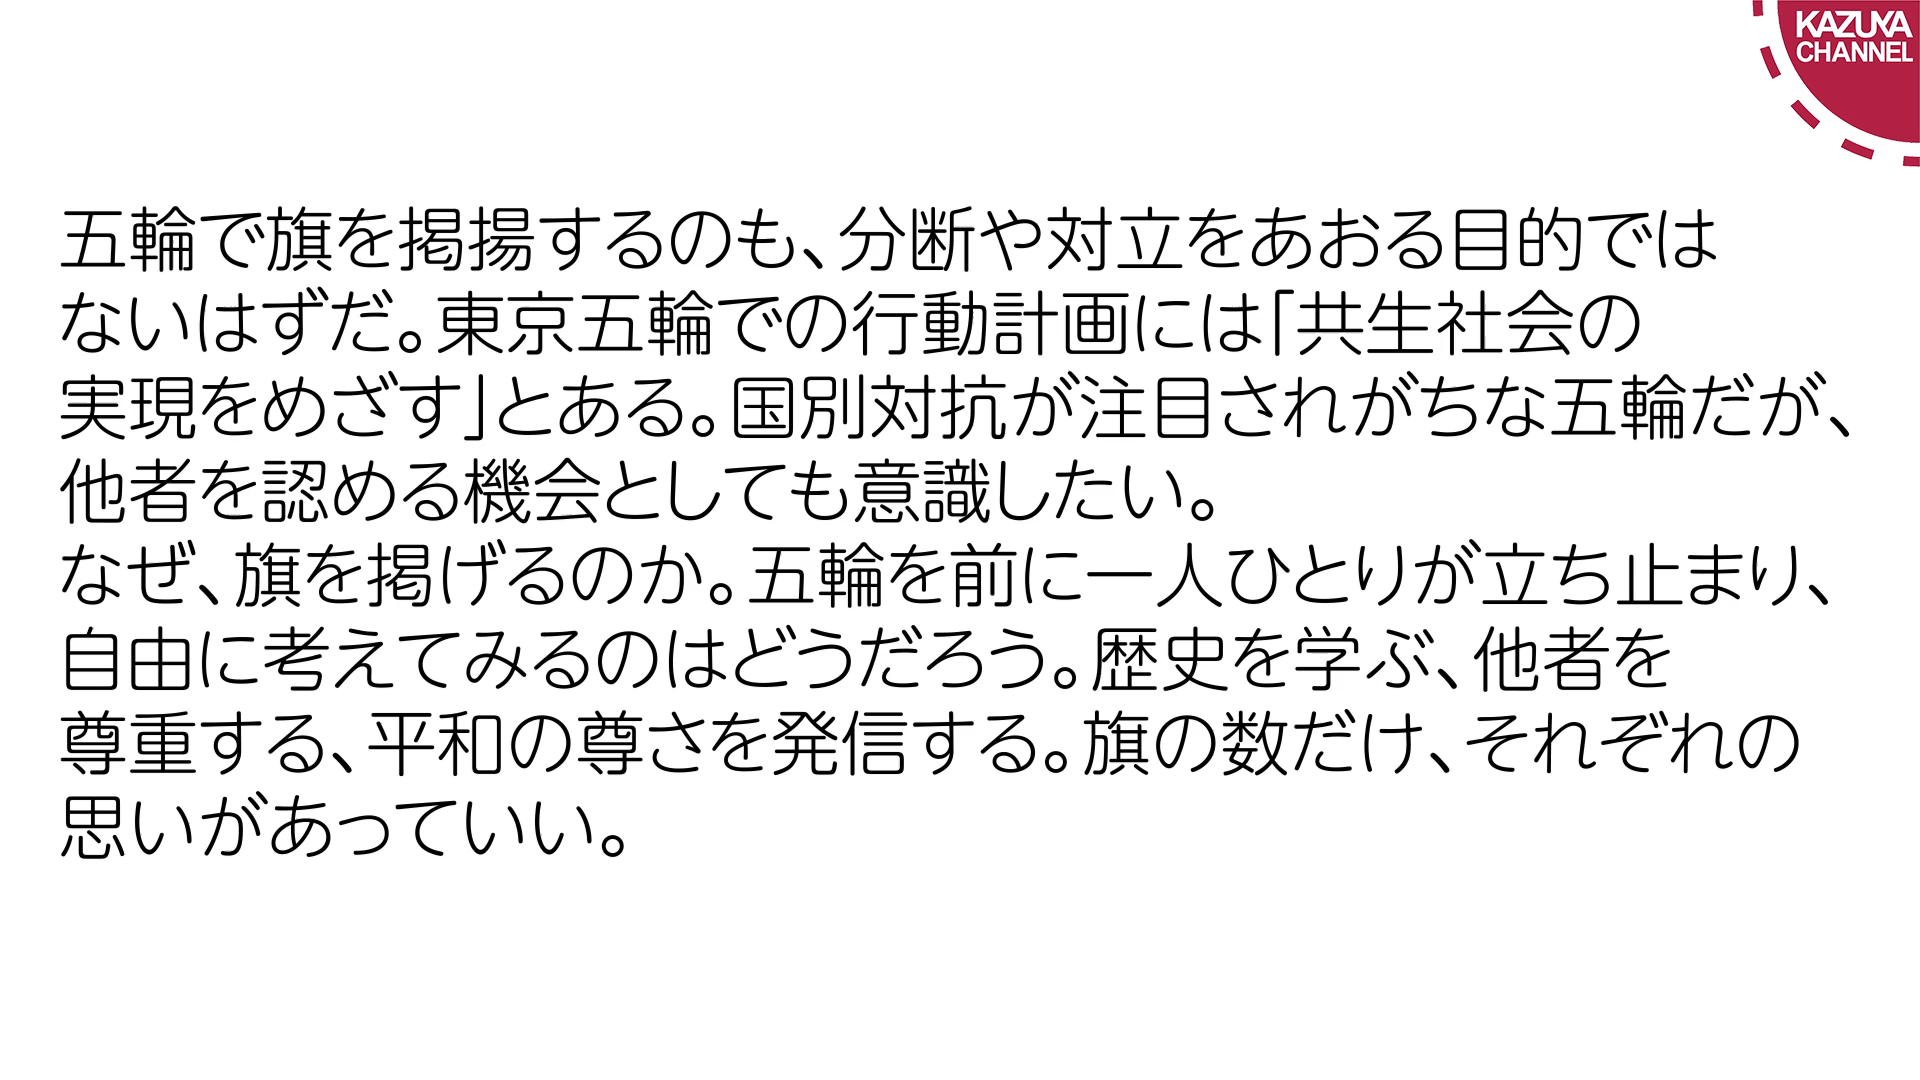 KAZUYA
CHANNEL
五輪で旗を掲揚するのも、分断や対立をあおる目的では
ないはずだ。東京五輪での行動計画には「共生社会の
実現をめざす」とある。国別対抗が注目されがちな五輪だが、
他者を認める機会としても意識したい。
なぜ、旗を掲げるのか。五輪を前に一人ひとりが立ち止まり、
自由に考えてみるのはどうだろう。歴史を学ぶ、他者を
尊重する、平和の尊さを発信する。旗の数だけ、それぞれの
思いがあっていい。